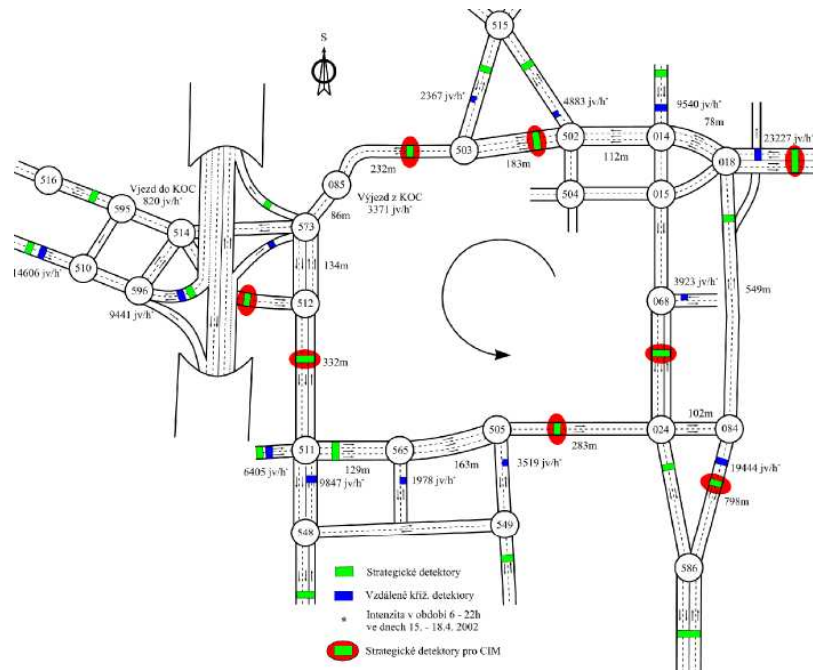 515
S
2367 jv/h*
4883 jv/h*
9540 jv/h*
78m
23227 jv/h*
503
502
014
018
232m
183m
112m
516
085
Výjezd z KOC
3371 jv/h*
504
015
595
Vjezd do KOC
820 jv/h*
86m
514
573
14606 jv/h*
510
134m
596
9441 jv/h*
512
3923 jv/h*
549m
068
332m
102m
505
024
084
283m
511
565
6405 jv/h*
129m
163m
3519 jv/h*
19444 jv/h*
9847 jv/h*
1978 jv/h*
798m
548
549
586
Strategické detektory
Vzdálené křiž. detektory
* Intenzita v období 6 - 22h
ve dnech 15. - 18.4. 2002
Strategické detektory pro CIM